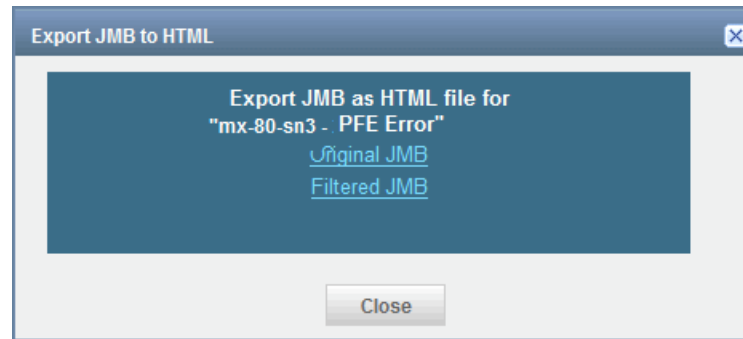 Export JMB to HTML
Export JMB as HTML file for
"mx-80-sn3 - PFE Error"
Original JMB
Filtered JMB
Close